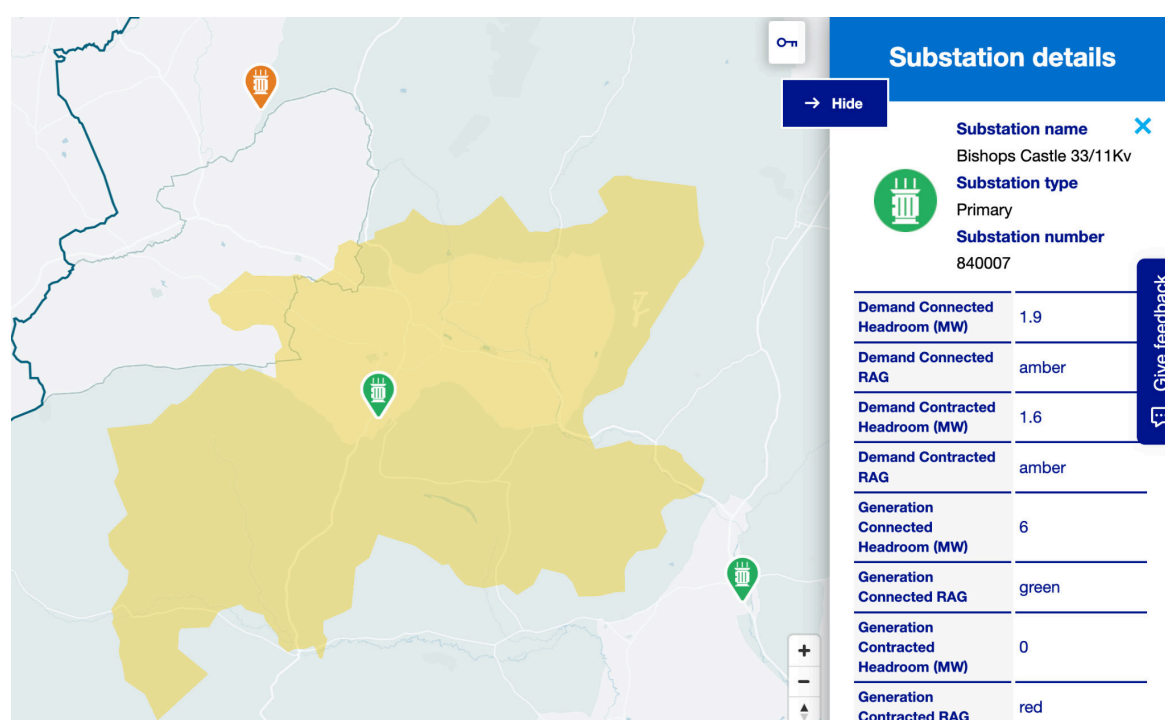 Substation details
→ Hide
Substation name
Bishops Castle 33/11Kv
Substation type
Primary
Substation number
840007
Give feedback
Demand Connected
Headroom (MW)
1.9
Demand Connected
RAG
amber
Demand Contracted
Headroom (MW)
1.6
Demand Contracted
RAG
amber
Generation
Connected
Headroom (MW)
6
Generation
Connected RAG
green
Generation
Contracted
Headroom (MW)
0
Generation
Contracted RAG
red